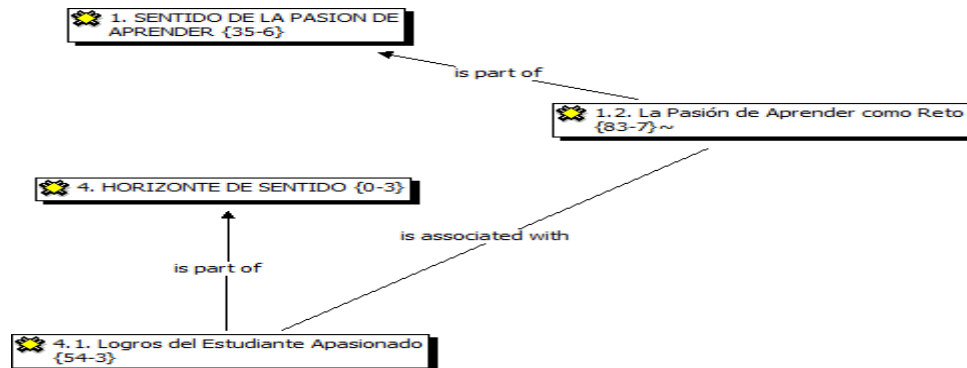 1. SENTIDO DE LA PASION DE
APRENDER {35-6}
is part of
1.2. La Pasión de Aprender como Reto
{83-7}~
4. HORIZONTE DE SENTIDO {0-3}
is associated with
is part of
4.1. Logros del Estudiante Apasionado
{54-3}